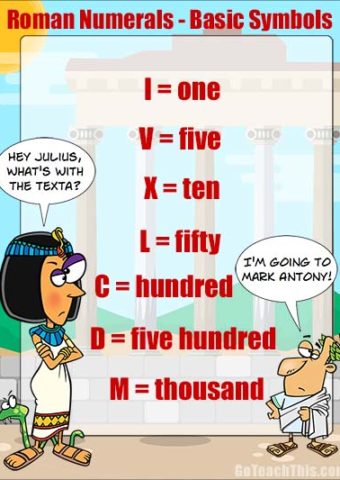 Roman Numerals - Basic Symbols
I = one
V = five
HEY JULIUS,
WHAT'S WITH
THE TEXTA?
X = ten
L = fifty
I'M GOING TO
MARK ANTONY!
C = hundred
D = five hundred
M = thousand
GoTeachThis.com